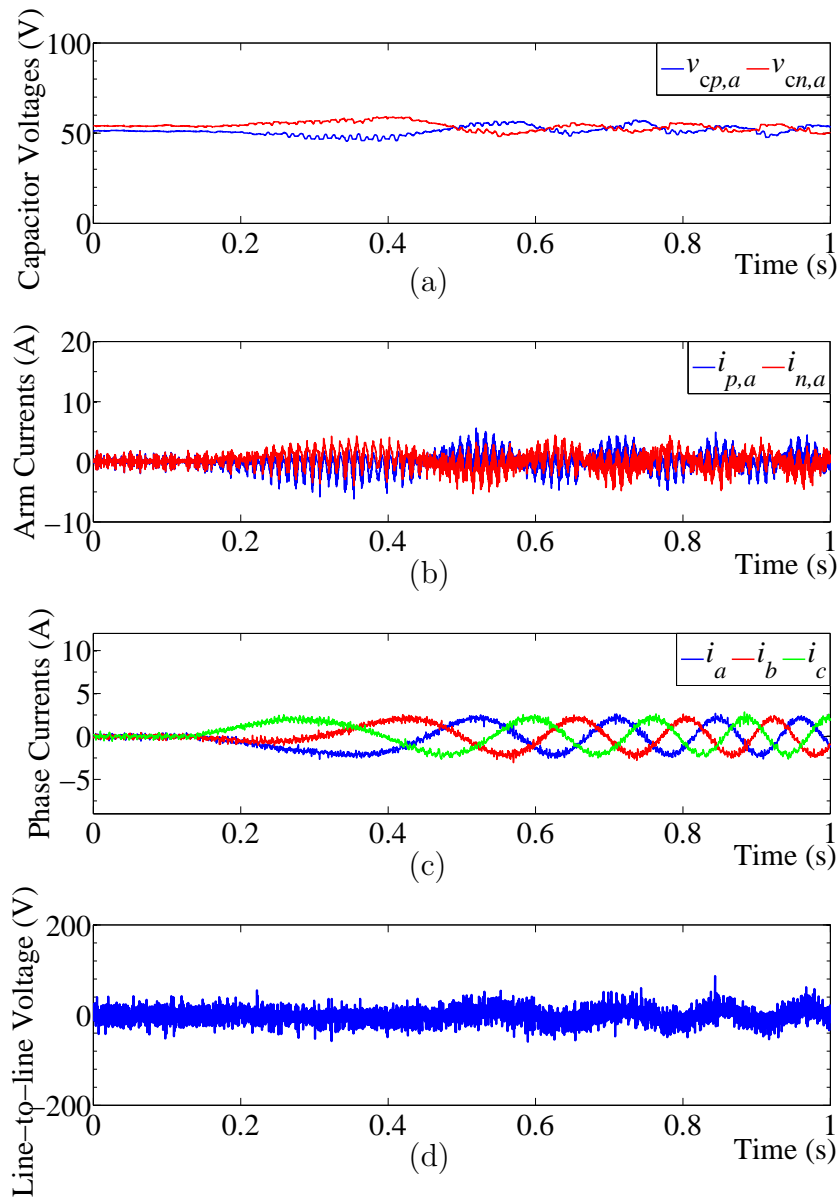 Capacitor Voltages (V)
100
50
0
v_cp,a v_cn,a
0 0.2 0.4 0.6 0.8 1
Time (s)
(a)
Arm Currents (A)
20
10
0
−10
i_p,a i_n,a
0 0.2 0.4 0.6 0.8 1
Time (s)
(b)
Phase Currents (A)
10
5
0
−5
i_a i_b i_c
0 0.2 0.4 0.6 0.8 1
Time (s)
(c)
Line−to−line Voltage (V)
200
0
−200
0 0.2 0.4 0.6 0.8 1
Time (s)
(d)